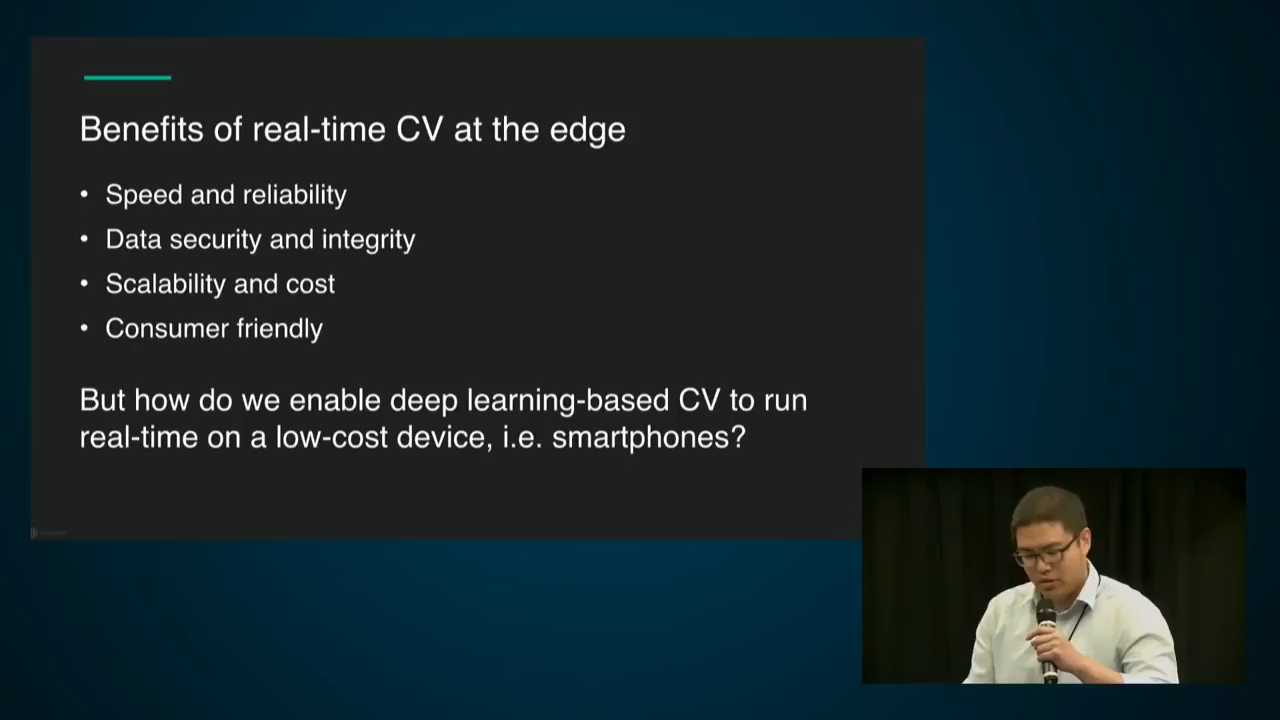 Benefits of real-time CV at the edge
• Speed and reliability
• Data security and integrity
• Scalability and cost
• Consumer friendly
But how do we enable deep learning-based CV to run
real-time on a low-cost device, i.e. smartphones?